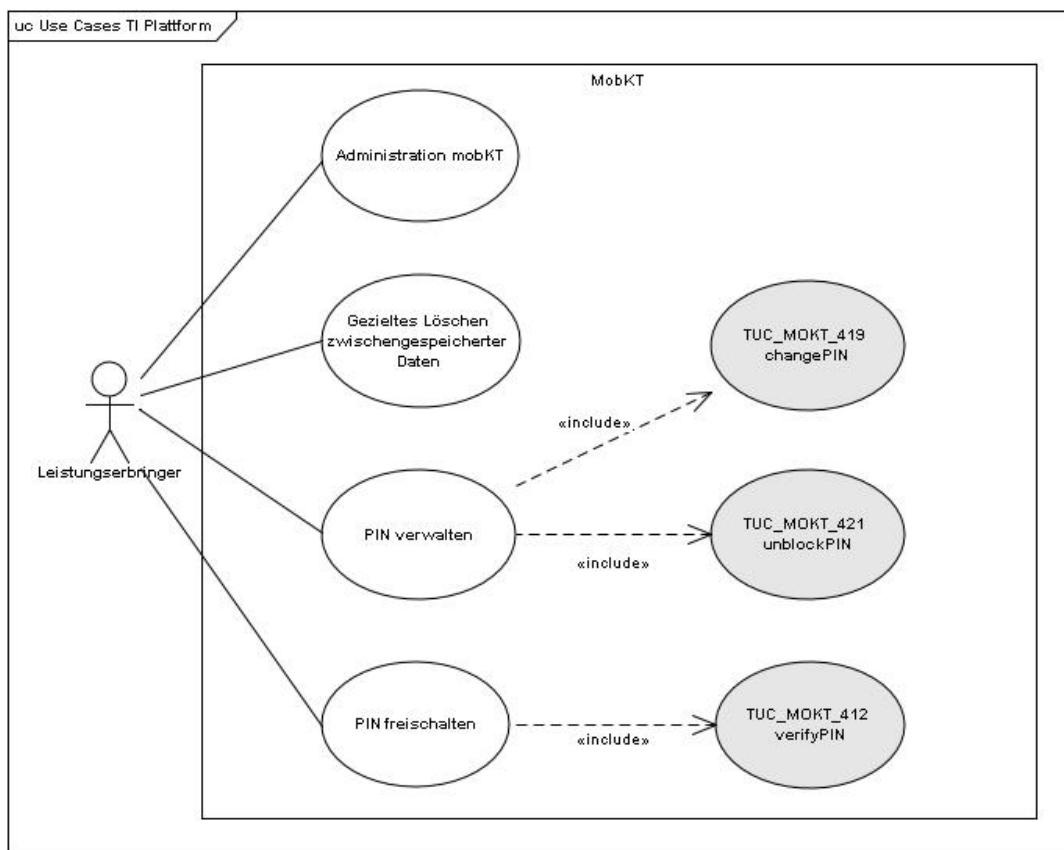 uc Use Cases TI Plattform
MobKT
Administration mobKT
Gezieltes Löschen
zwischengespeicherter
Daten
TUC_MOKT_419
changePIN
«include»
Leistungserbringer
PIN verwalten
TUC_MOKT_421
unblockPIN
«include»
PIN freischalten
TUC_MOKT_412
verifyPIN
«include»